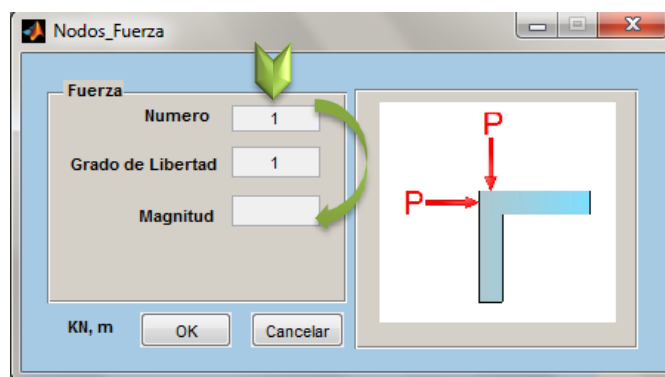 Nodos_Fuerza
Fuerza
Numero 1
Grado de Libertad 1
Magnitud
KN, m OK Cancelar
P
P